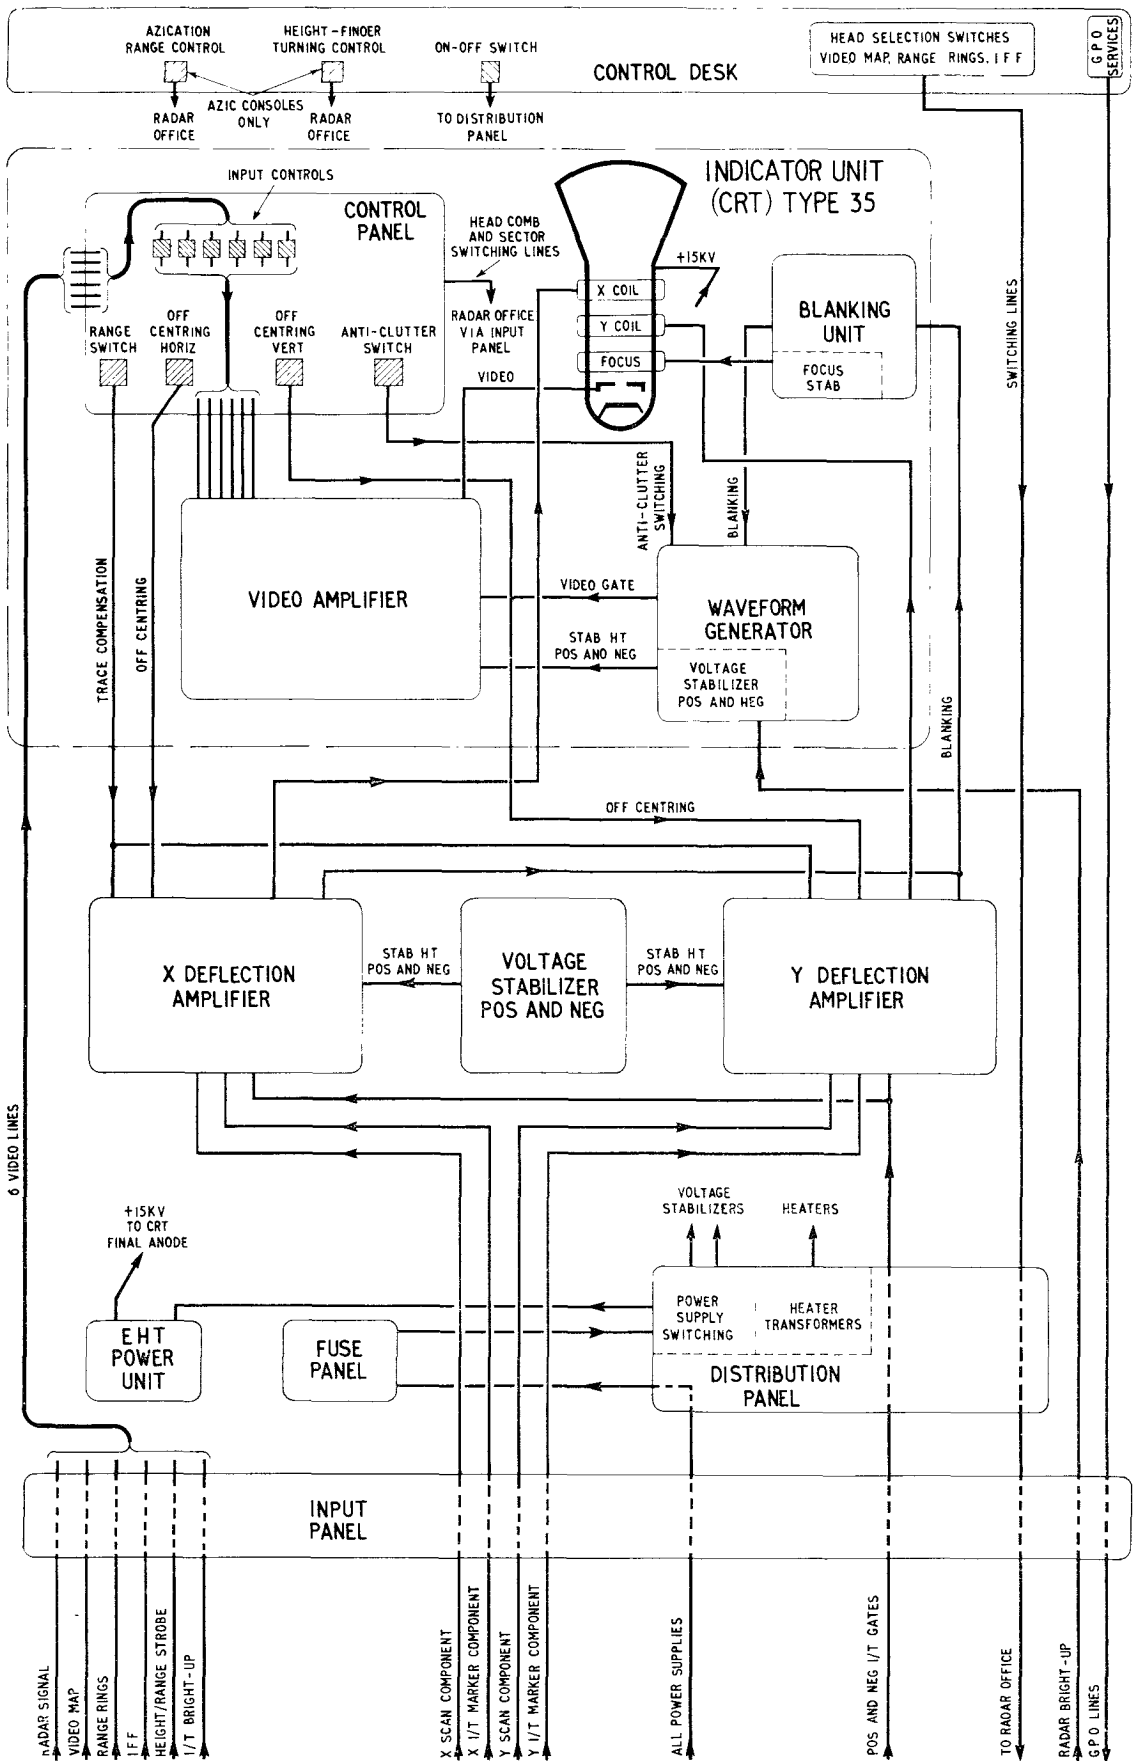 AZICATION
RANGE CONTROL
HEIGHT-FINDER
TURNING CONTROL
ON-OFF SWITCH
CONTROL DESK
HEAD SELECTION SWITCHES
VIDEO MAP, RANGE RINGS, I F F
GPO
SERVICES
AZIC CONSOLES
ONLY
RADAR
OFFICE
RADAR
OFFICE
TO DISTRIBUTION
PANEL
INDICATOR UNIT
(CRT) TYPE 35
INPUT CONTROLS
CONTROL
PANEL
HEAD COMB
AND SECTOR
SWITCHING LINES
RADAR OFFICE
VIA INPUT
PANEL
+15KV
X COIL
Y COIL
FOCUS
BLANKING
UNIT
FOCUS
STAB
RANGE
SWITCH
OFF
CENTRING
HORIZ
OFF
CENTRING
VERT
ANTI-CLUTTER
SWITCH
VIDEO
SWITCHING LINES
ANTI-CLUTTER
SWITCHING
BLANKING
TRACE COMPENSATION
OFF CENTRING
VIDEO AMPLIFIER
VIDEO GATE
STAB HT
POS AND NEG
WAVEFORM
GENERATOR
VOLTAGE
STABILIZER
POS AND HEG
BLANKING
OFF CENTRING
X DEFLECTION
AMPLIFIER
STAB HT
POS AND NEG
VOLTAGE
STABILIZER
POS AND NEG
STAB HT
POS AND NEG
Y DEFLECTION
AMPLIFIER
6 VIDEO LINES
+15KV
TO CRT
FINAL ANODE
VOLTAGE
STABILIZERS
HEATERS
EHT
POWER
UNIT
FUSE
PANEL
POWER
SUPPLY
SWITCHING
HEATER
TRANSFORMERS
DISTRIBUTION
PANEL
INPUT
PANEL
RADAR SIGNAL
VIDEO MAP
RANGE RINGS
IFF
HEIGHT/RANGE STROBE
I/T BRIGHT-UP
X SCAN COMPONENT
X I/T MARKER COMPONENT
Y SCAN COMPONENT
Y I/T MARKER COMPONENT
ALL POWER SUPPLIES
POS AND NEG I/T GATES
TO RADAR OFFICE
RADAR BRIGHT-UP
GPO LINES